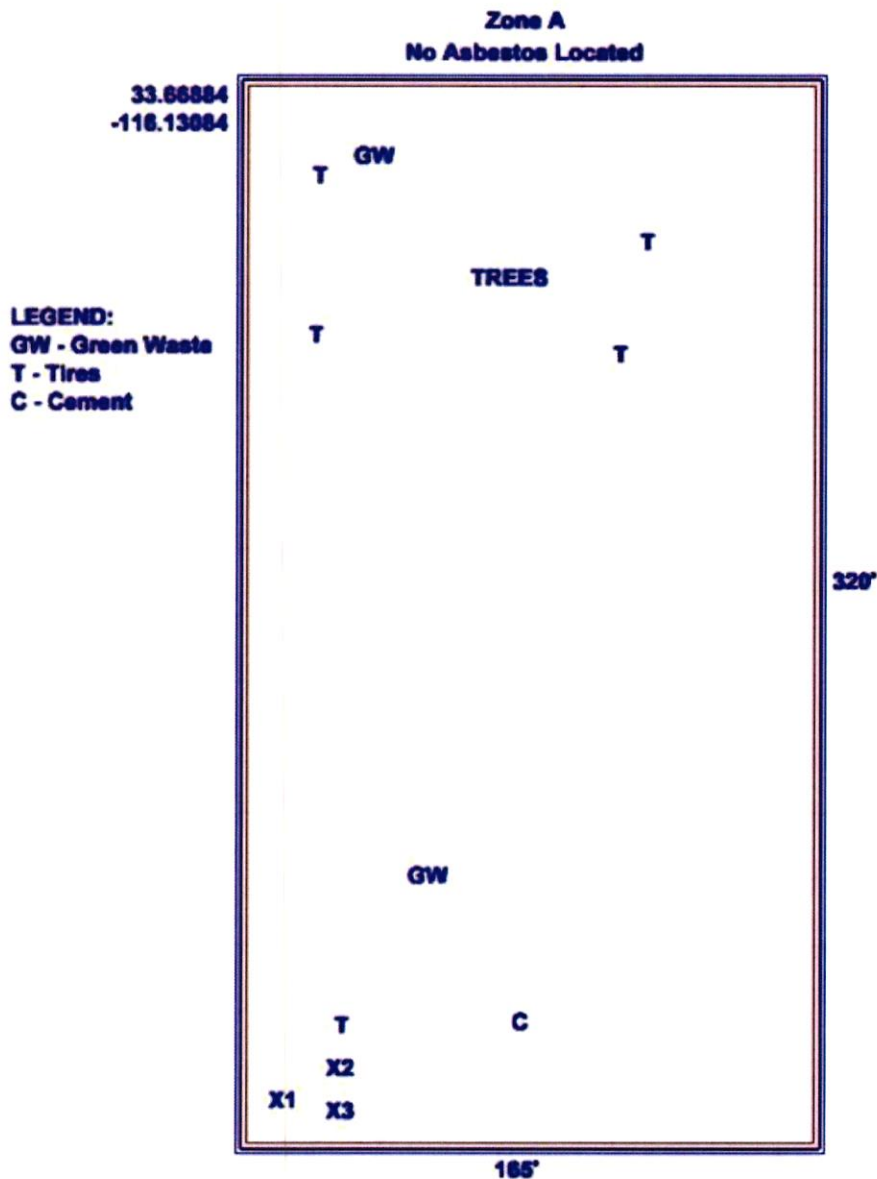 Zone A
No Asbestos Located
33.66884
-116.13084
GW
T
T
TREES
LEGEND:
GW - Green Waste
T - Tires
C - Cement
T
T
320'
GW
T
C
X2
X1
X3
165'